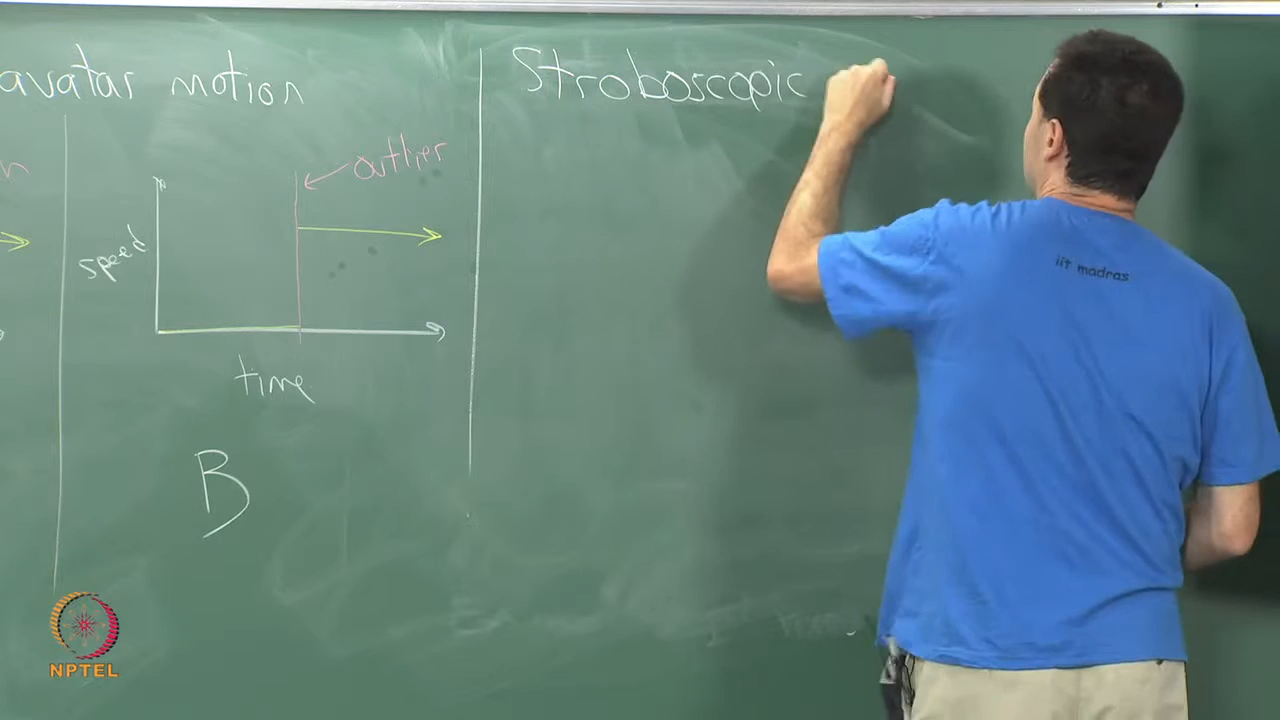 avatar motion
Stroboscopic
outlier
speed
time
B
iit madras
NPTEL